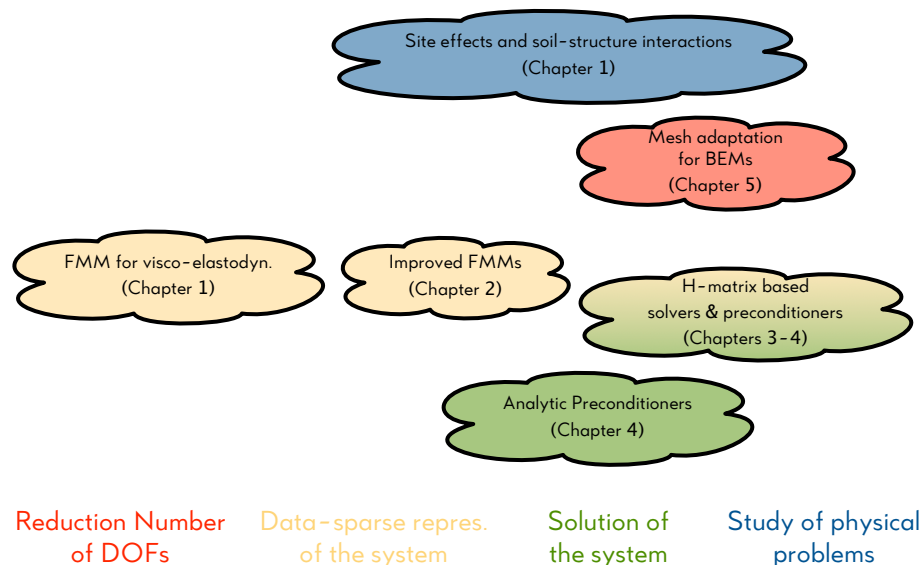 Site effects and soil-structure interactions
(Chapter 1)
Mesh adaptation
for BEMs
(Chapter 5)
FMM for visco-elastodyn.
(Chapter 1)
Improved FMMs
(Chapter 2)
H-matrix based
solvers & preconditioners
(Chapters 3-4)
Analytic Preconditioners
(Chapter 4)
Reduction Number
of DOFs
Data-sparse repres.
of the system
Solution of
the system
Study of physical
problems